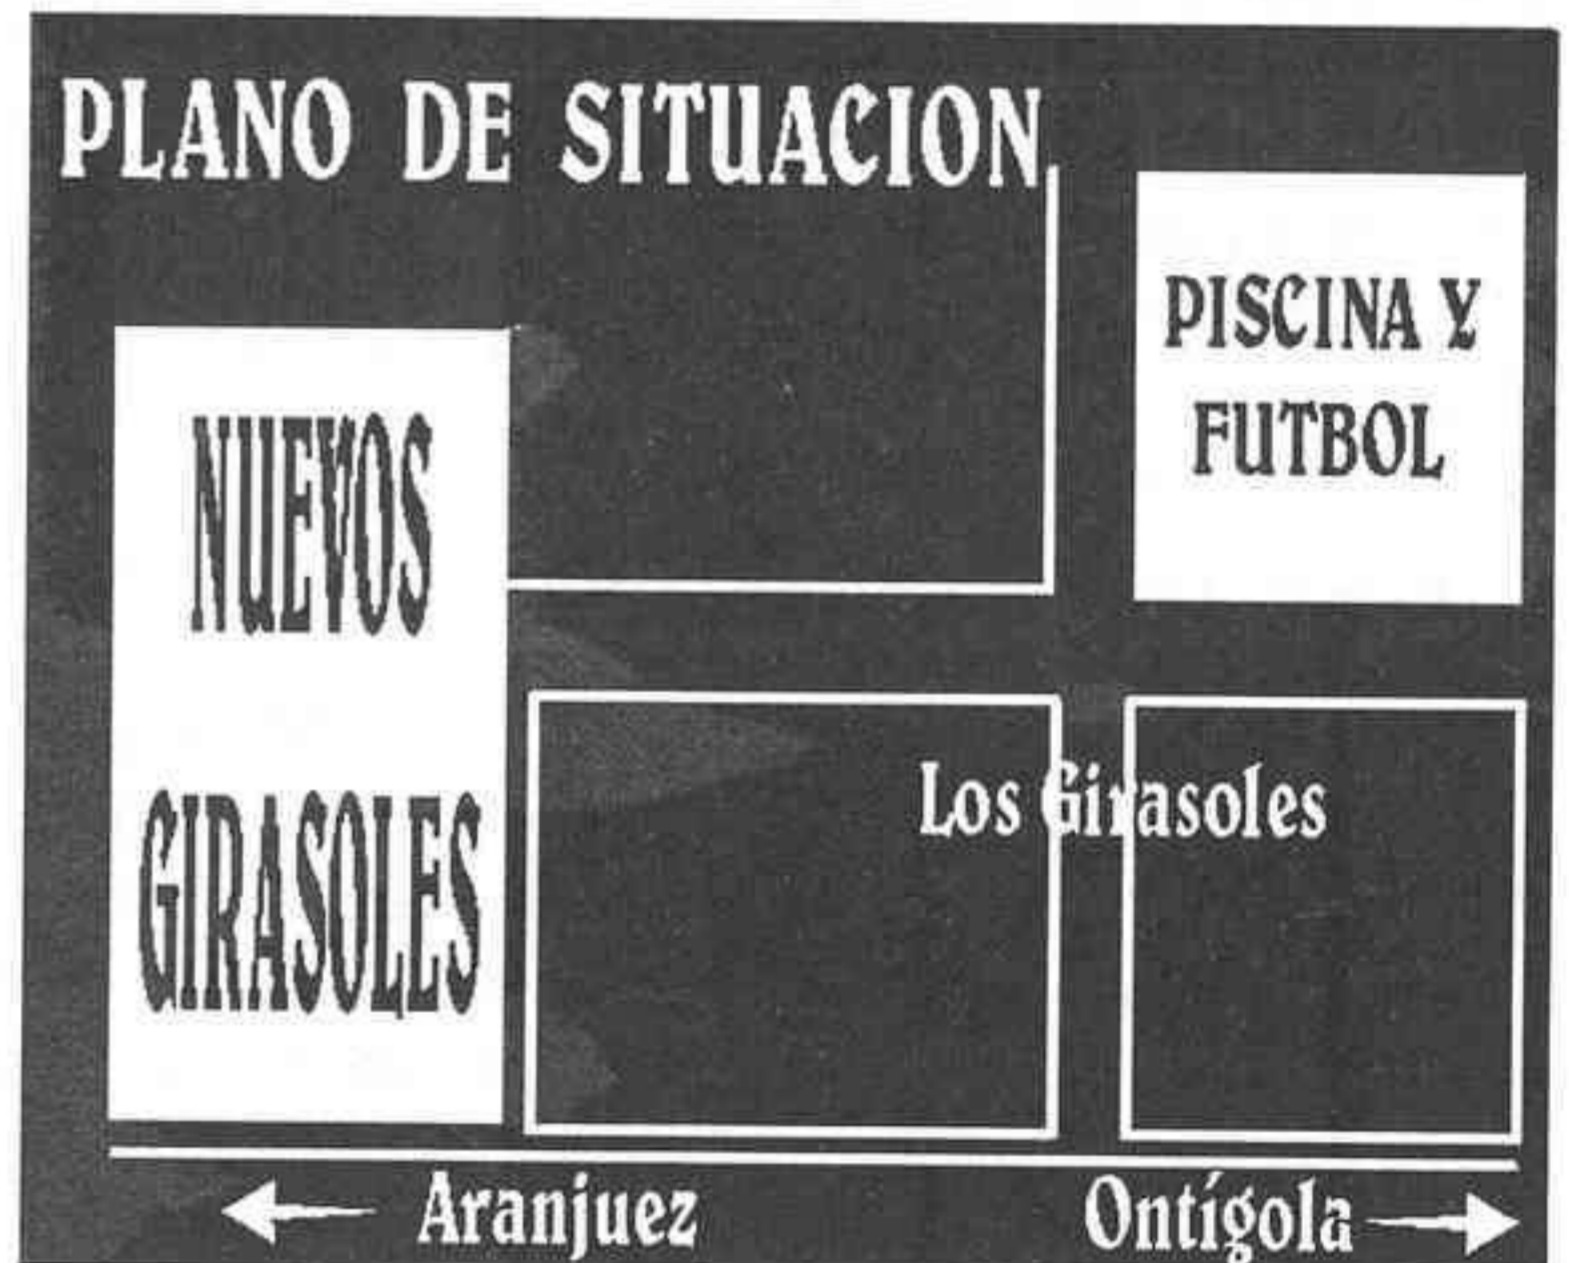 PLANO DE SITUACION
PISCINA Y
FUTBOL
NUEVOS
GIRASOLES
Los Girasoles
Aranjuez
Ontígola